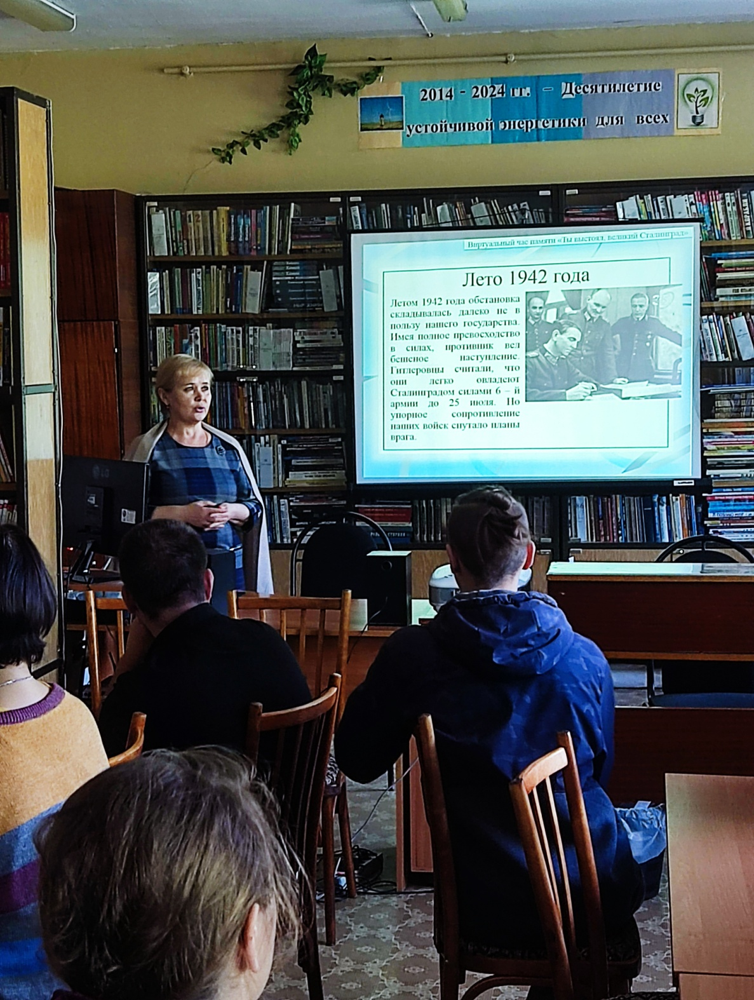 2014 - 2024 гг. – Десятилетие
устойчивой энергетики для всех
Виртуальный час памяти «Ты выстоял, великий Сталинград»
Лето 1942 года
Летом 1942 года обстановка
складывалась далеко не в
пользу нашего государства.
Имея полное превосходство
в силах, противник вел
бешеное наступление.
Гитлеровцы считали, что
они легко овладеют
Сталинградом силами 6 – й
армии до 25 июля. Но
упорное сопротивление
наших войск спутало планы
врага.
LG